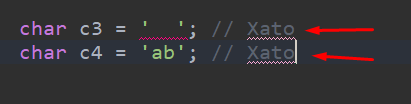 char c3 = '  '; // Xato
char c4 = 'ab'; // Xato